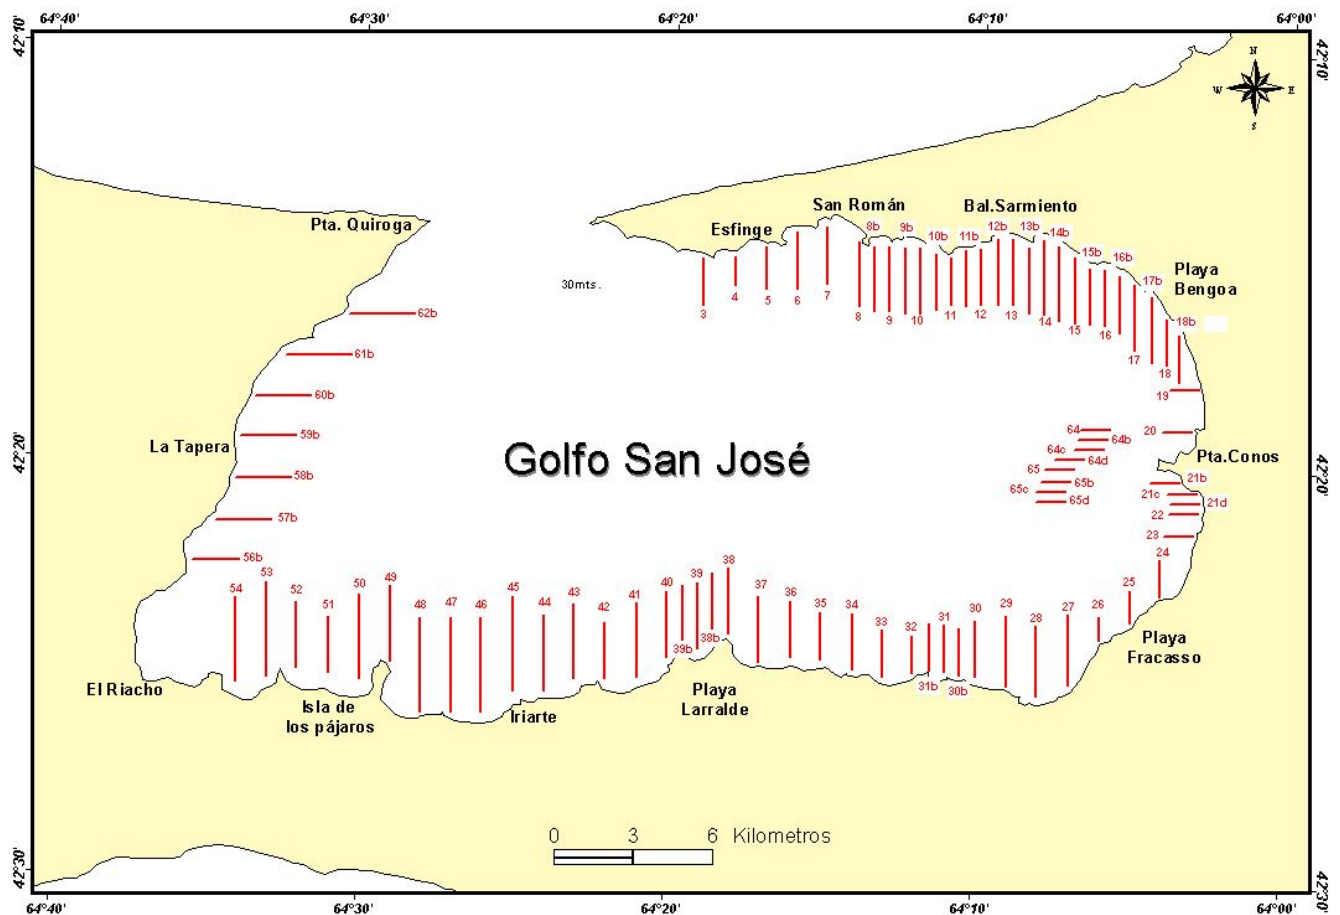 64°40'
64°30'
64°20'
64°10'
64°00'
42°10'
42°10'
N
W
E
S
San Román
Bal.Sarmiento
Pta. Quiroga
Esfinge
8b
9b
10b
11b
12b
13b
14b
15b
16b
17b
18b
Playa
Bengoa
30mts.
3
4
5
6
7
8
9
10
11
12
13
14
15
16
17
18
19
62b
61b
60b
59b
58b
57b
56b
La Tapera
Golfo San José
42°20'
42°20'
64
64b
64c
64d
65
65b
65c
65d
20
Pta.Conos
21b
21c
21d
22
23
24
54
53
52
51
50
49
48
47
46
45
44
43
42
41
40
39
38
39b
38b
37
36
35
34
33
32
31
30
31b
30b
29
28
27
26
25
El Riacho
Isla de
los pájaros
Iriarte
Playa
Larralde
Playa
Fracasso
0
3
6
Kilometros
42°30'
42°30'
64°40'
64°30'
64°20'
64°10'
64°00'